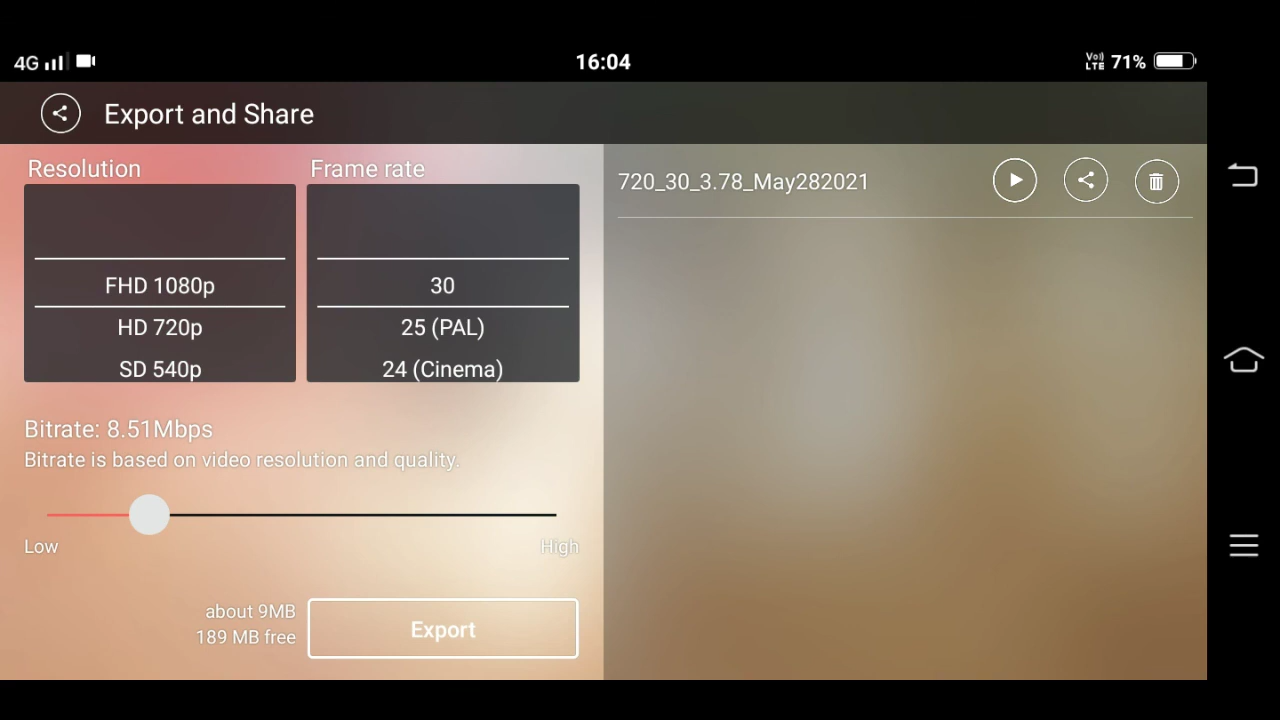 4G 16:04 Vo)) LTE 71%
Export and Share
Resolution
FHD 1080p
HD 720p
SD 540p
Frame rate
30
25 (PAL)
24 (Cinema)
Bitrate: 8.51Mbps
Bitrate is based on video resolution and quality.
Low High
about 9MB
189 MB free
Export
720_30_3.78_May282021